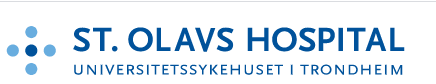 ST. OLAVS HOSPITAL
UNIVERSITETSSYKEHUSET I TRONDHEIM